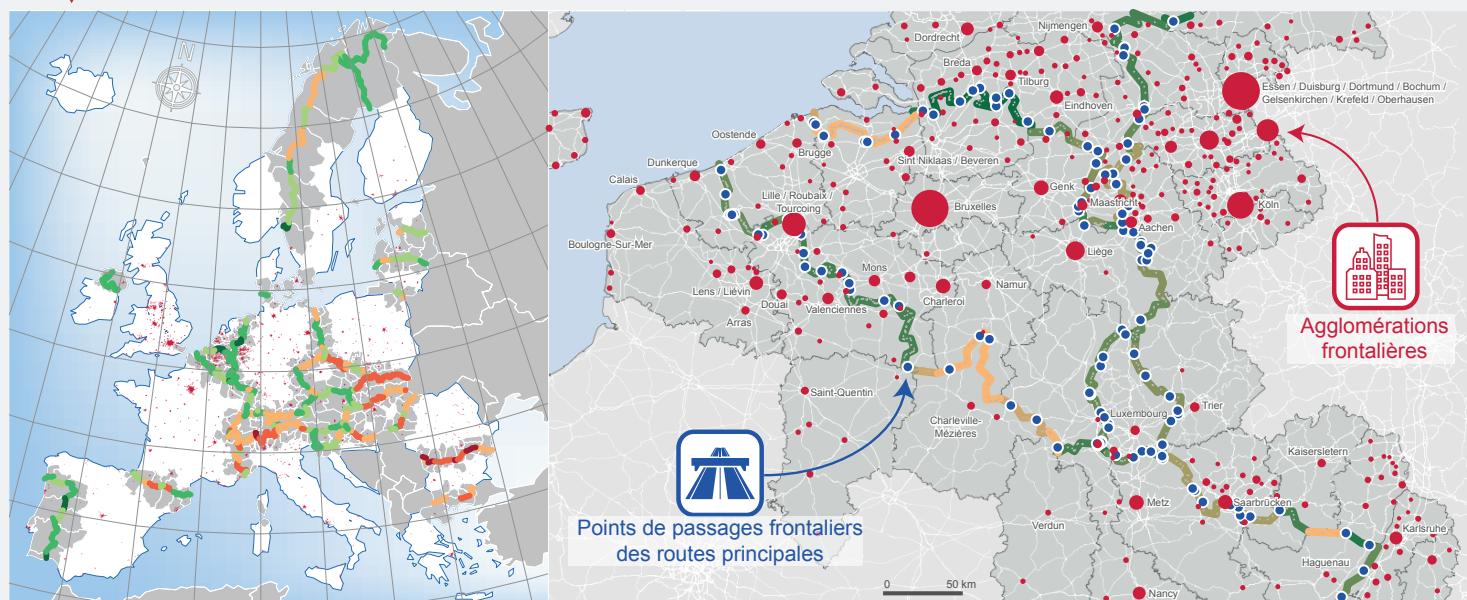 N
Nijmengen
Dordrecht
Breda
Tilburg
Essen / Duisburg / Dortmund / Bochum /
Gelsenkirchen / Krefeld / Oberhausen
Eindhoven
Oostende
Brugge
Sint Niklaas / Beveren
Dunkerque
Calais
Lille / Roubaix /
Tourcoing
Bruxelles
Genk
Maastricht
Köln
Aachen
Boulogne-Sur-Mer
Liège
Mons
Namur
Lens / Liévin
Douai
Valenciennes
Charleroi
Arras
Agglomérations
frontalières
Saint-Quentin
Charleville-
Mézières
Luxembourg
Trier
Kaisersletern
Points de passages frontaliers
des routes principales
Metz
Saarbrücken
Verdun
Karlsruhe
Haguenau
0 50 km
Nancy